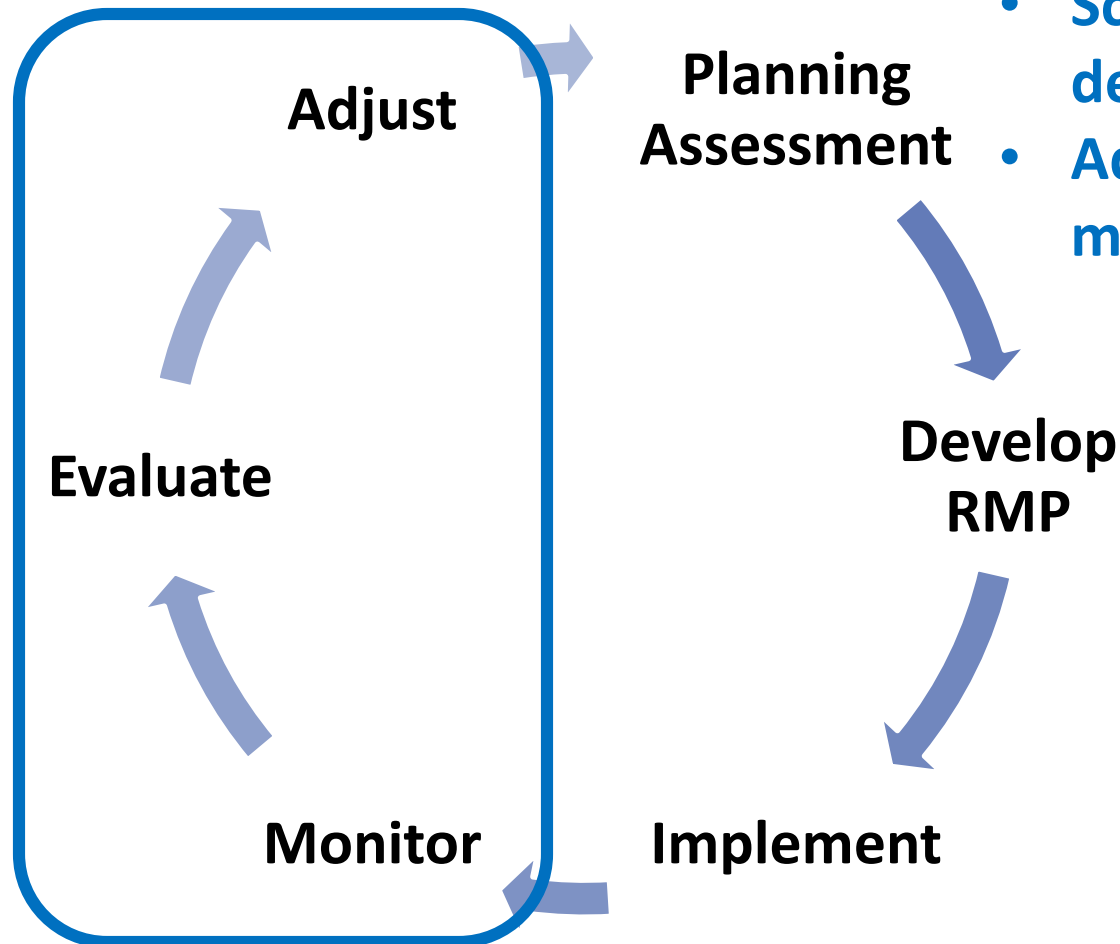 Adjust
Planning
Assessment
Develop
RMP
Implement
Monitor
Evaluate